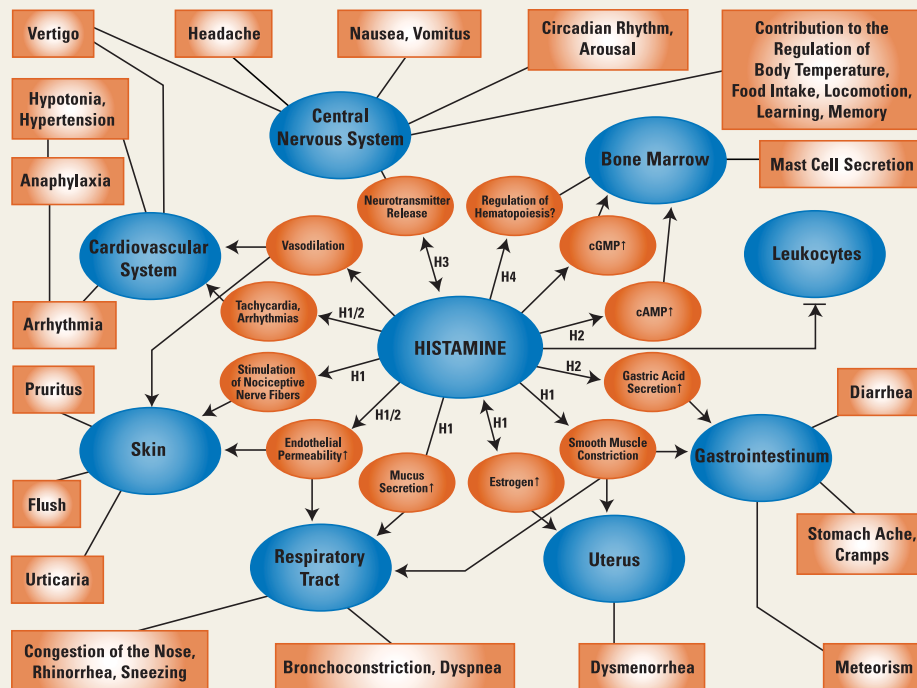 Vertigo
Headache
Nausea, Vomitus
Circadian Rhythm,
Arousal
Contribution to the
Regulation of
Body Temperature,
Food Intake, Locomotion,
Learning, Memory
Hypotonia,
Hypertension
Central
Nervous System
Bone Marrow
Mast Cell Secretion
Anaphylaxia
Neurotransmitter
Release
Regulation of
Hematopoiesis?
Cardiovascular
System
Vasodilation
cGMP↑
Leukocytes
H3
H4
Arrhythmia
Tachycardia,
Arrhythmias
H1/2
cAMP↑
H2
HISTAMINE
Pruritus
Stimulation
of Nociceptive
Nerve Fibers
H1
H2
Gastric Acid
Secretion↑
Diarrhea
H1/2
H1
H1
H1
Skin
Endothelial
Permeability↑
Mucus
Secretion↑
Estrogen↑
Smooth Muscle
Constriction
Gastrointestinum
Flush
Stomach Ache,
Cramps
Urticaria
Respiratory
Tract
Uterus
Congestion of the Nose,
Rhinorrhea, Sneezing
Bronchoconstriction, Dyspnea
Dysmenorrhea
Meteorism